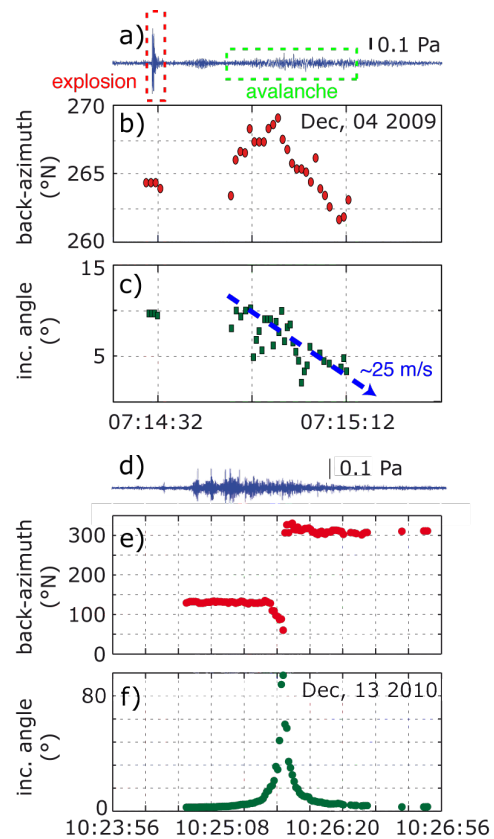 a)
0.1 Pa
explosion
avalanche
b)
Dec, 04 2009
270
265
260
back-azimuth
(°N)
c)
15
10
5
inc. angle
(°)
~25 m/s
07:14:32
07:15:12
d)
0.1 Pa
e)
300
200
100
0
back-azimuth
(°N)
f)
Dec, 13 2010
80
0
inc. angle
(°)
10:23:56
10:25:08
10:26:20
10:26:56